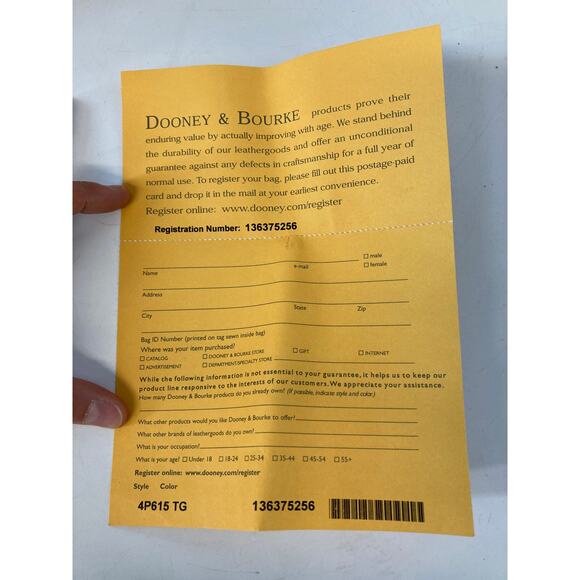 DOONEY & BOURKE products prove their
enduring value by actually improving with age. We stand behind
the durability of our leathergoods and offer an unconditional
guarantee against any defects in craftsmanship for a full year of
normal use. To register your bag, please fill out this postage-paid
card and drop it in the mail at your earliest convenience.
Register online: www.dooney.com/register
Registration Number: 136375256
male
Name e-mail female
Address
City State Zip
Bag ID Number (printed on tag sewn inside bag)
Where was your item purchased?
CATALOG DOONEY & BOURKE STORE GIFT INTERNET
ADVERTISEMENT DEPARTMENT/SPECIALTY STORE
While the following information is not essential to your guarantee, it helps us to keep our
product line responsive to the interests of our customers. We appreciate your assistance.
How many Dooney & Bourke products do you already own? (If possible, indicate style and color.)
What other products would you like Dooney & Bourke to offer?
What other brands of leathergoods do you own?
What is your occupation?
What is your age? Under 18 18-24 25-34 35-44 45-54 55+
Register online: www.dooney.com/register
Style Color
4P615 TG 136375256